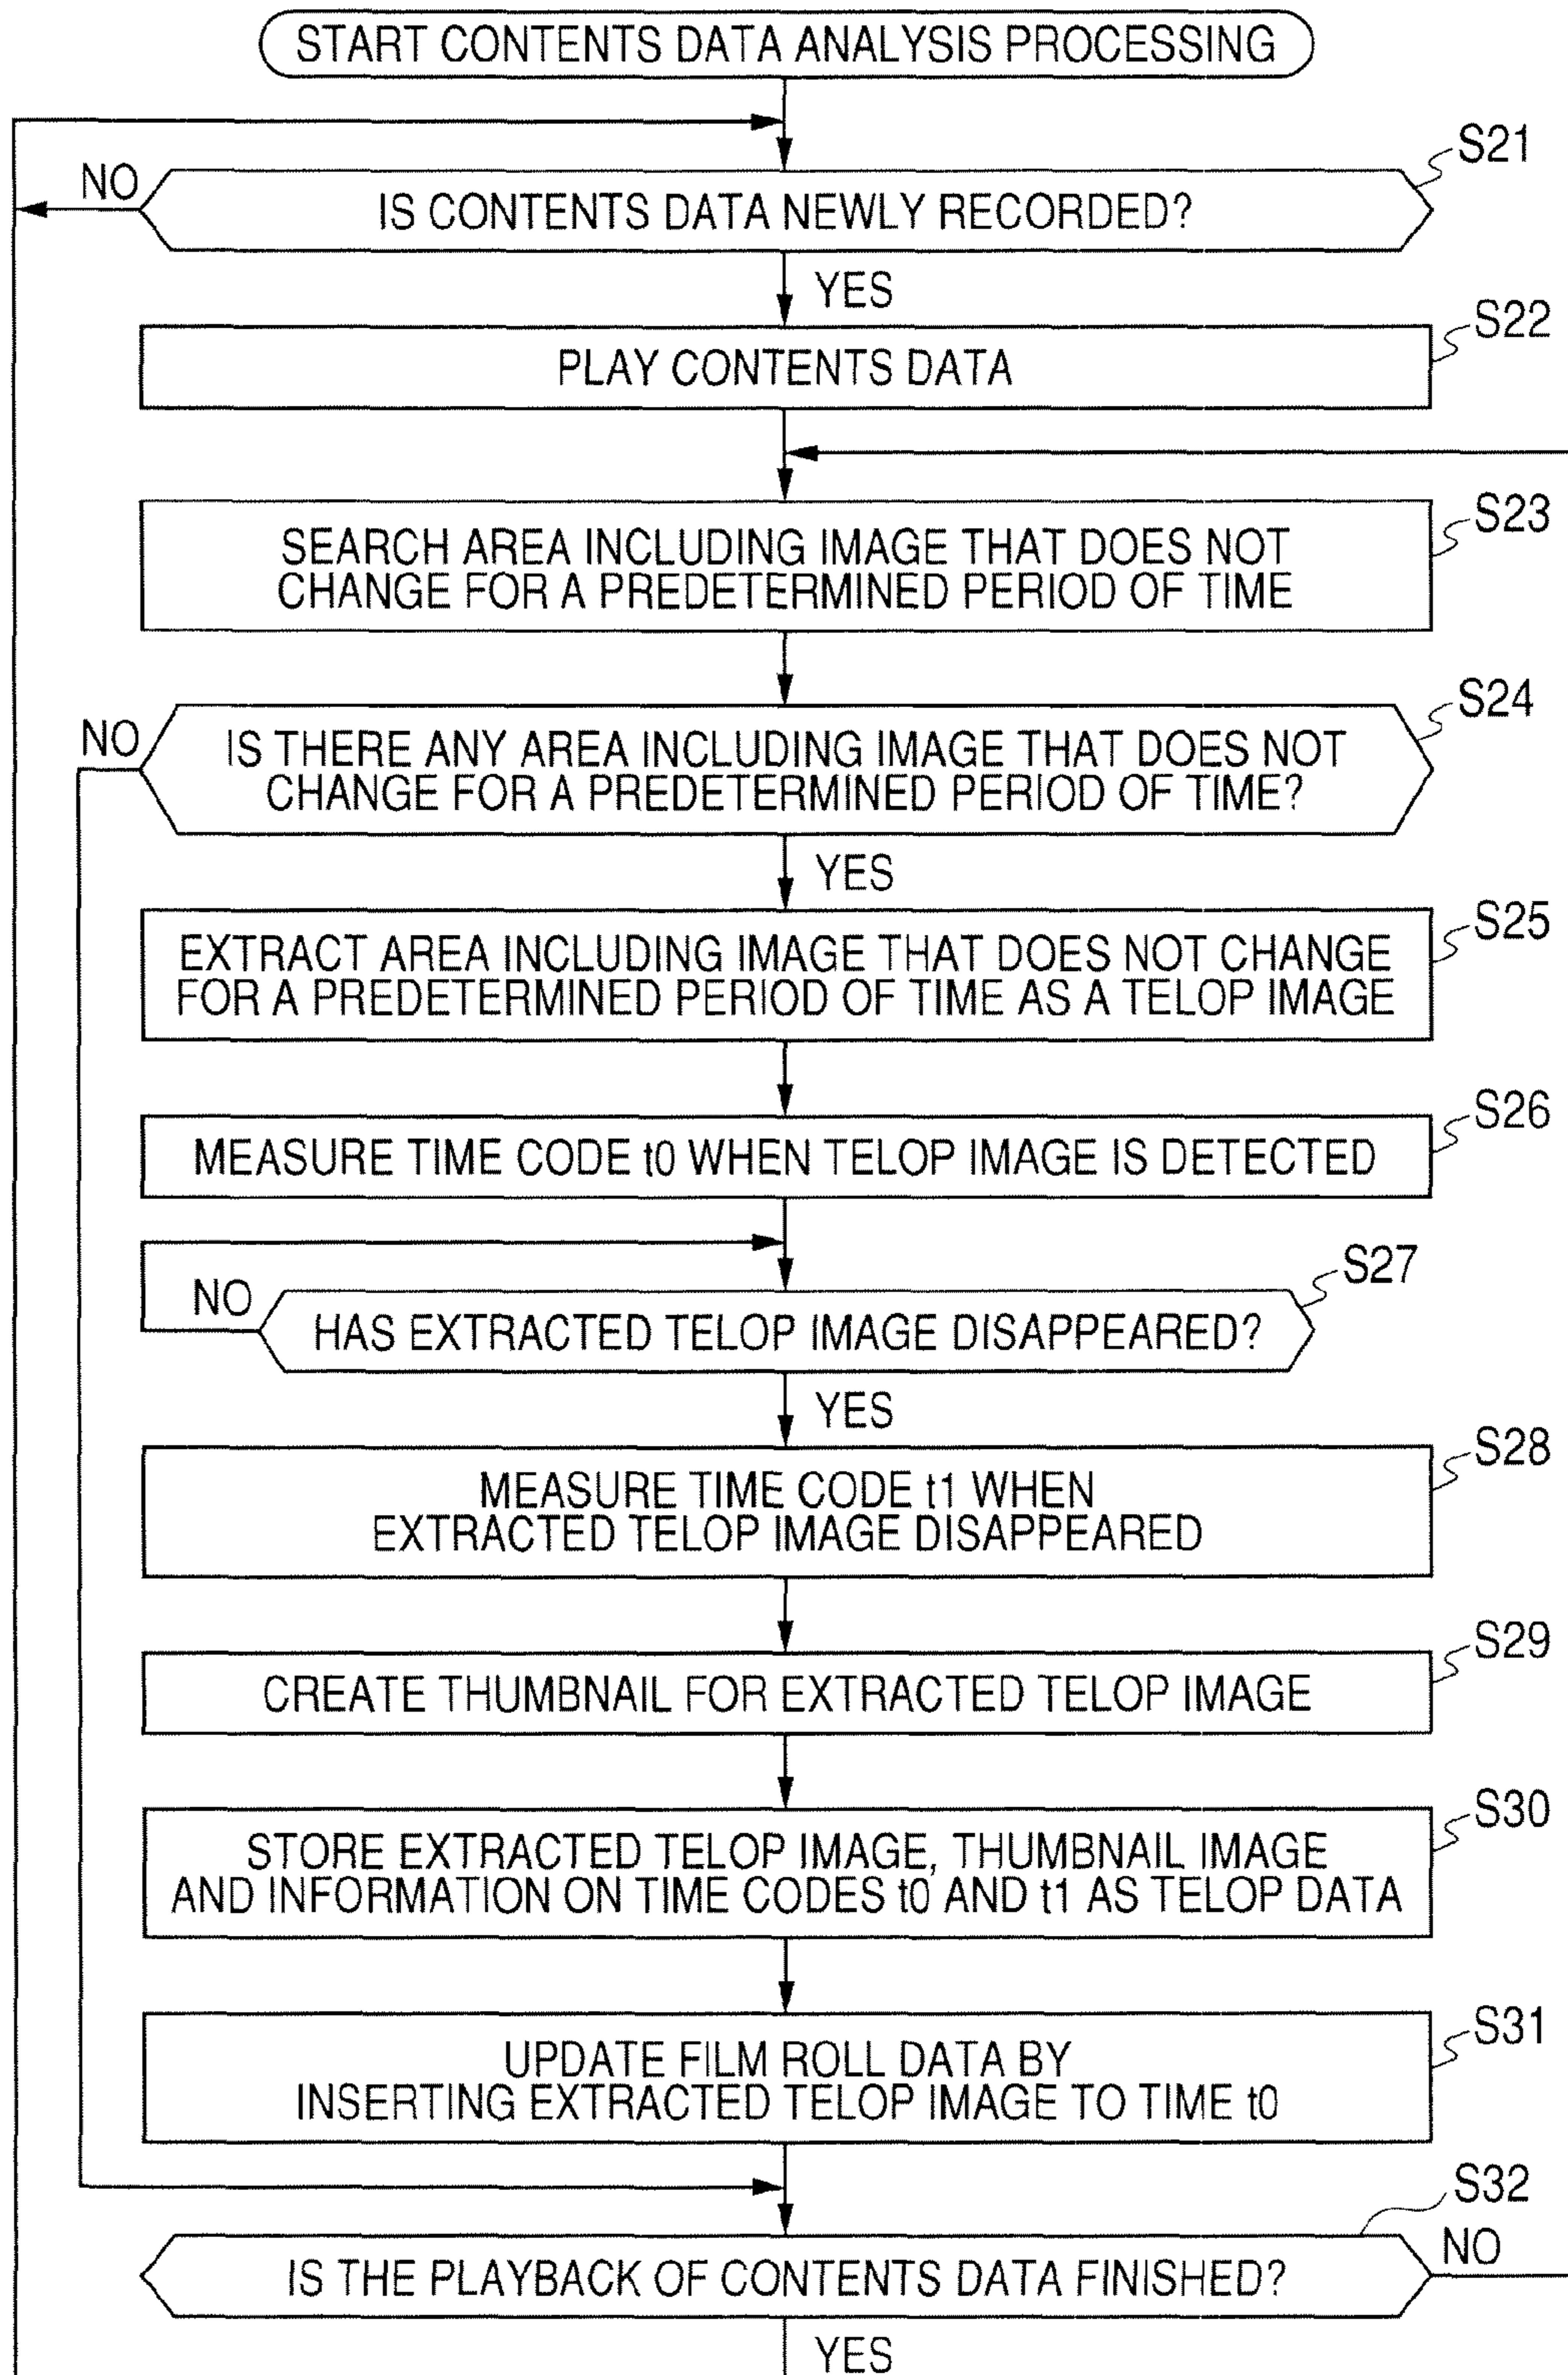 START CONTENTS DATA ANALYSIS PROCESSING
S21
NO
IS CONTENTS DATA NEWLY RECORDED?
YES
S22
PLAY CONTENTS DATA
S23
SEARCH AREA INCLUDING IMAGE THAT DOES NOT
CHANGE FOR A PREDETERMINED PERIOD OF TIME
S24
NO
IS THERE ANY AREA INCLUDING IMAGE THAT DOES NOT
CHANGE FOR A PREDETERMINED PERIOD OF TIME?
YES
S25
EXTRACT AREA INCLUDING IMAGE THAT DOES NOT CHANGE
FOR A PREDETERMINED PERIOD OF TIME AS A TELOP IMAGE
S26
MEASURE TIME CODE t0 WHEN TELOP IMAGE IS DETECTED
S27
NO
HAS EXTRACTED TELOP IMAGE DISAPPEARED?
YES
S28
MEASURE TIME CODE t1 WHEN
EXTRACTED TELOP IMAGE DISAPPEARED
S29
CREATE THUMBNAIL FOR EXTRACTED TELOP IMAGE
S30
STORE EXTRACTED TELOP IMAGE, THUMBNAIL IMAGE
AND INFORMATION ON TIME CODES t0 AND t1 AS TELOP DATA
S31
UPDATE FILM ROLL DATA BY
INSERTING EXTRACTED TELOP IMAGE TO TIME t0
S32
NO
IS THE PLAYBACK OF CONTENTS DATA FINISHED?
YES